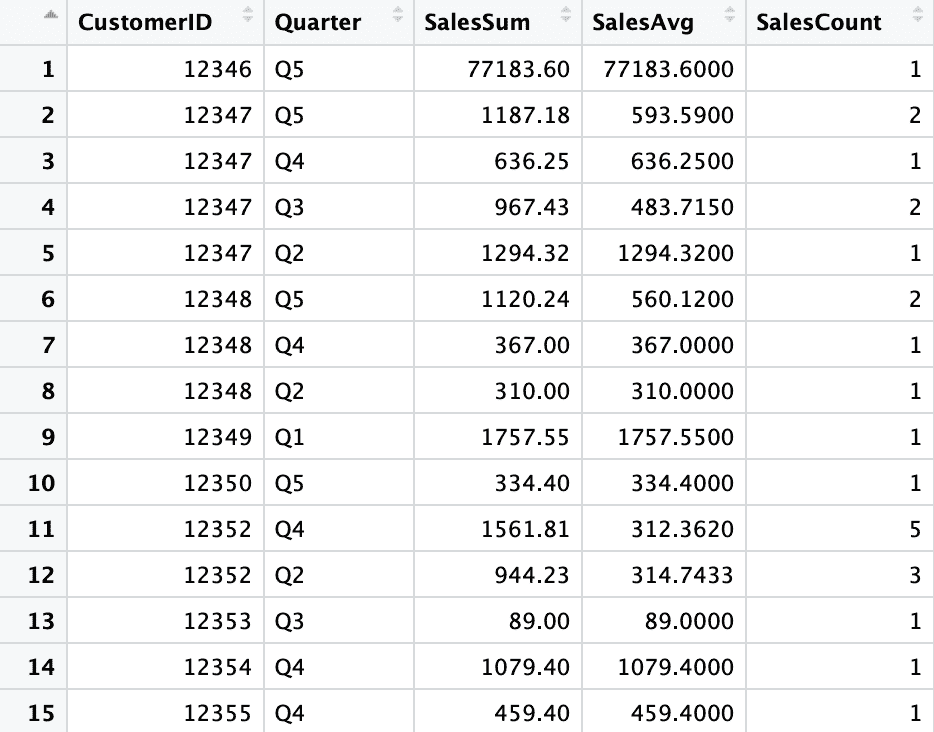 CustomerID Quarter SalesSum SalesAvg SalesCount
1 12346 Q5 77183.60 77183.6000 1
2 12347 Q5 1187.18 593.5900 2
3 12347 Q4 636.25 636.2500 1
4 12347 Q3 967.43 483.7150 2
5 12347 Q2 1294.32 1294.3200 1
6 12348 Q5 1120.24 560.1200 2
7 12348 Q4 367.00 367.0000 1
8 12348 Q2 310.00 310.0000 1
9 12349 Q1 1757.55 1757.5500 1
10 12350 Q5 334.40 334.4000 1
11 12352 Q4 1561.81 312.3620 5
12 12352 Q2 944.23 314.7433 3
13 12353 Q3 89.00 89.0000 1
14 12354 Q4 1079.40 1079.4000 1
15 12355 Q4 459.40 459.4000 1